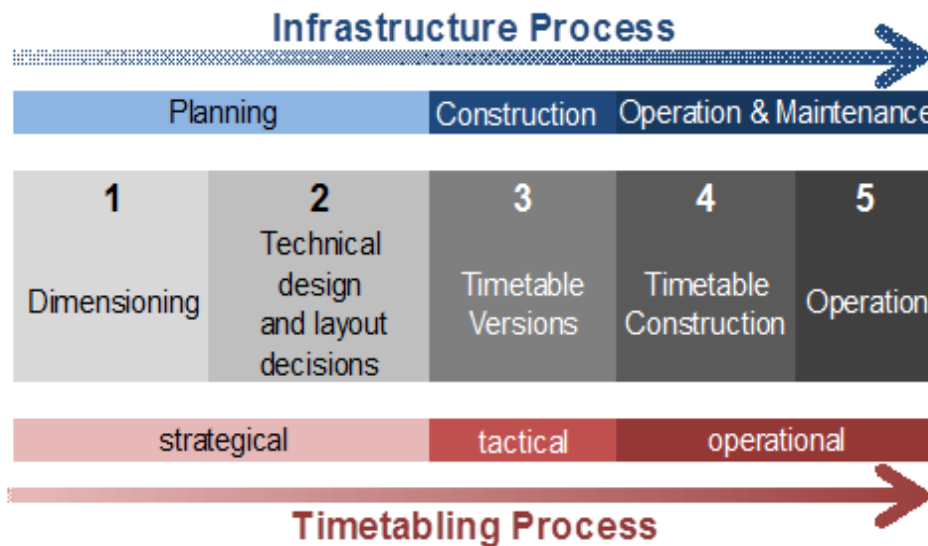 Infrastructure Process
Planning
Construction
Operation & Maintenance
1
2
3
4
5
Dimensioning
Technical
design
and layout
decisions
Timetable
Versions
Timetable
Construction
Operation
strategical
tactical
operational
Timetabling Process